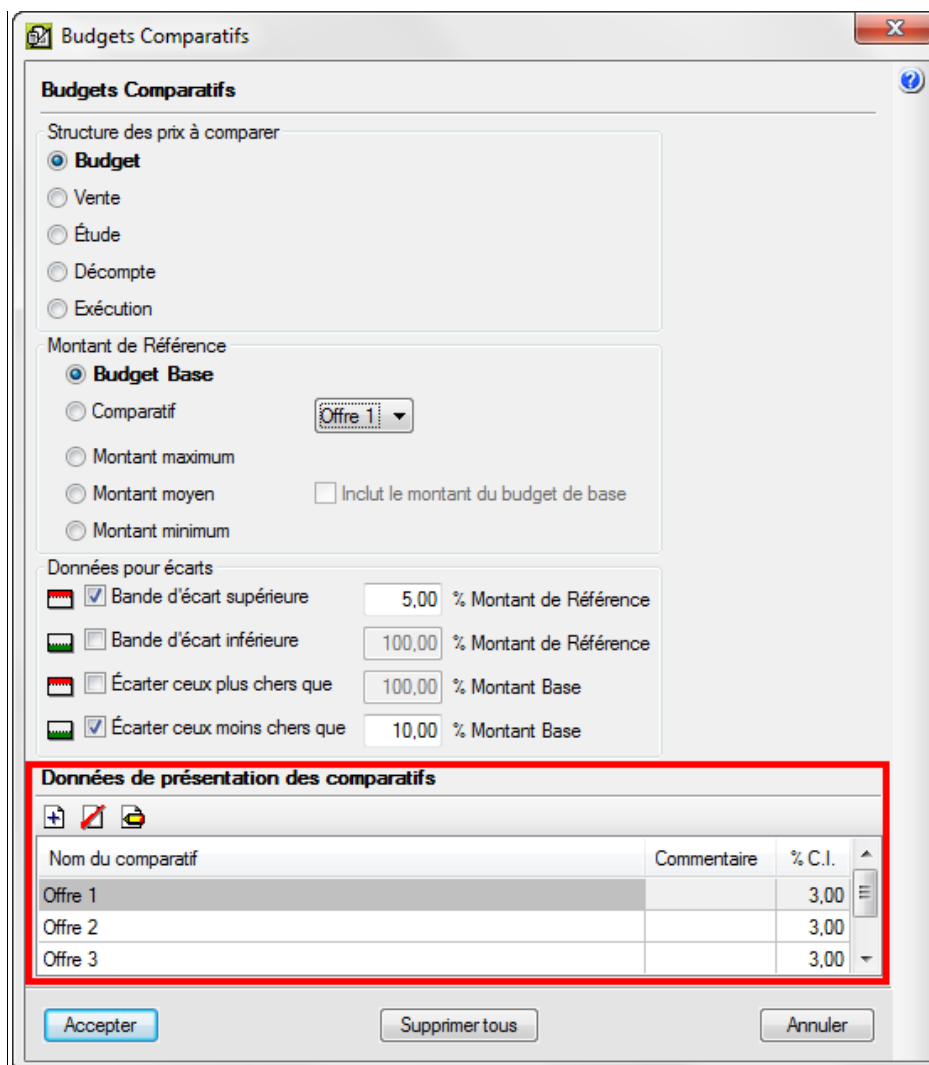 Budgets Comparatifs
Budgets Comparatifs
Structure des prix à comparer
Budget
Vente
Étude
Décompte
Exécution
Montant de Référence
Budget Base
Comparatif Offre 1
Montant maximum
Montant moyen Inclut le montant du budget de base
Montant minimum
Données pour écarts
Bande d'écart supérieure 5,00 % Montant de Référence
Bande d'écart inférieure 100,00 % Montant de Référence
Écarter ceux plus chers que 100,00 % Montant Base
Écarter ceux moins chers que 10,00 % Montant Base
Données de présentation des comparatifs
Nom du comparatif Commentaire % C.I.
Offre 1 3,00
Offre 2 3,00
Offre 3 3,00
Accepter Supprimer tous Annuler